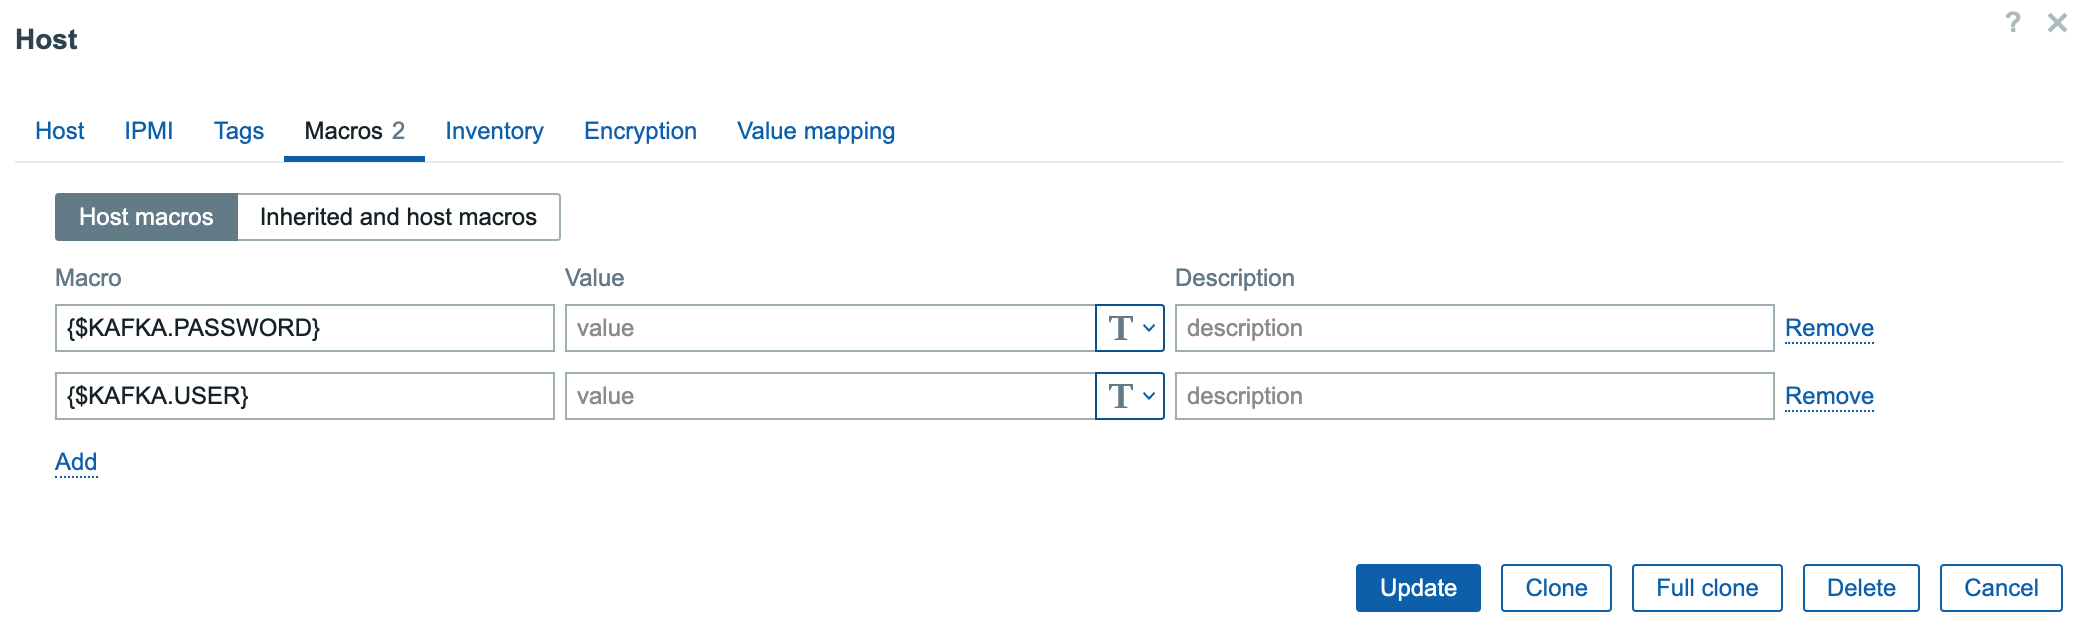 ?
Host
Host IPMI Tags Macros 2 Inventory Encryption Value mapping
Host macros Inherited and host macros
Macro Value Description
{$KAFKA.PASSWORD} value T description Remove
{$KAFKA.USER} value T description Remove
Add
Update Clone Full clone Delete Cancel